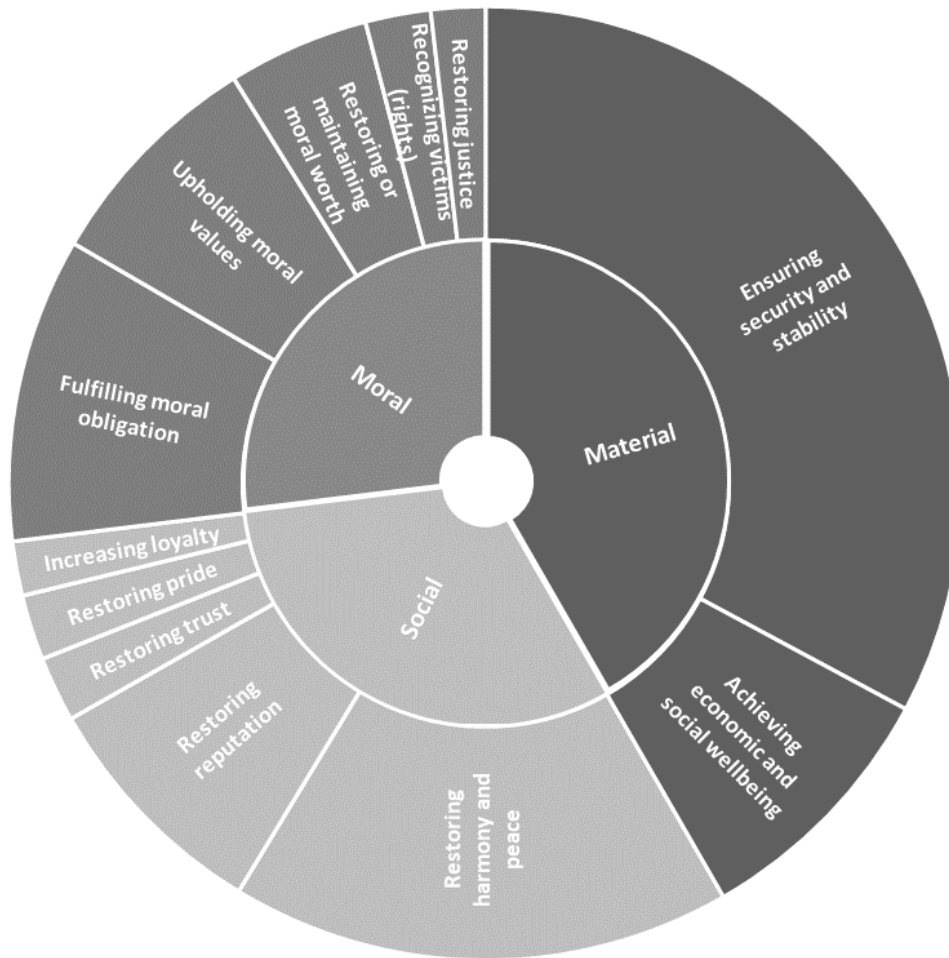 Material
Ensuring
security and
stability
Achieving
economic and
social wellbeing
Social
Restoring
harmony and
peace
Restoring
reputation
Restoring trust
Restoring pride
Increasing loyalty
Moral
Fulfilling moral
obligation
Upholding moral
values
Restoring or
maintaining
moral worth
Recognizing victims
(rights)
Restoring justice